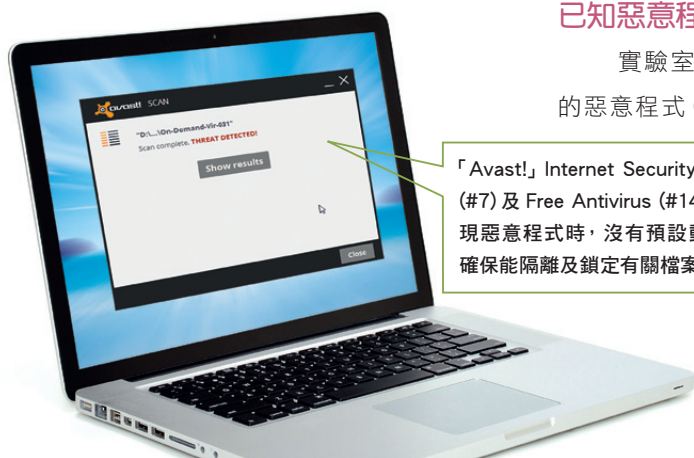 已知惡意程
實驗室
的惡意程式
「Avast!」Internet Security
(#7) 及 Free Antivirus (#14
現惡意程式時，沒有預設
確保能隔離及鎖定有關檔案
avast! SCAN
"D:\...\On-Demand-Vir-031"
Scan complete. THREAT DETECTED!
Show results
Close